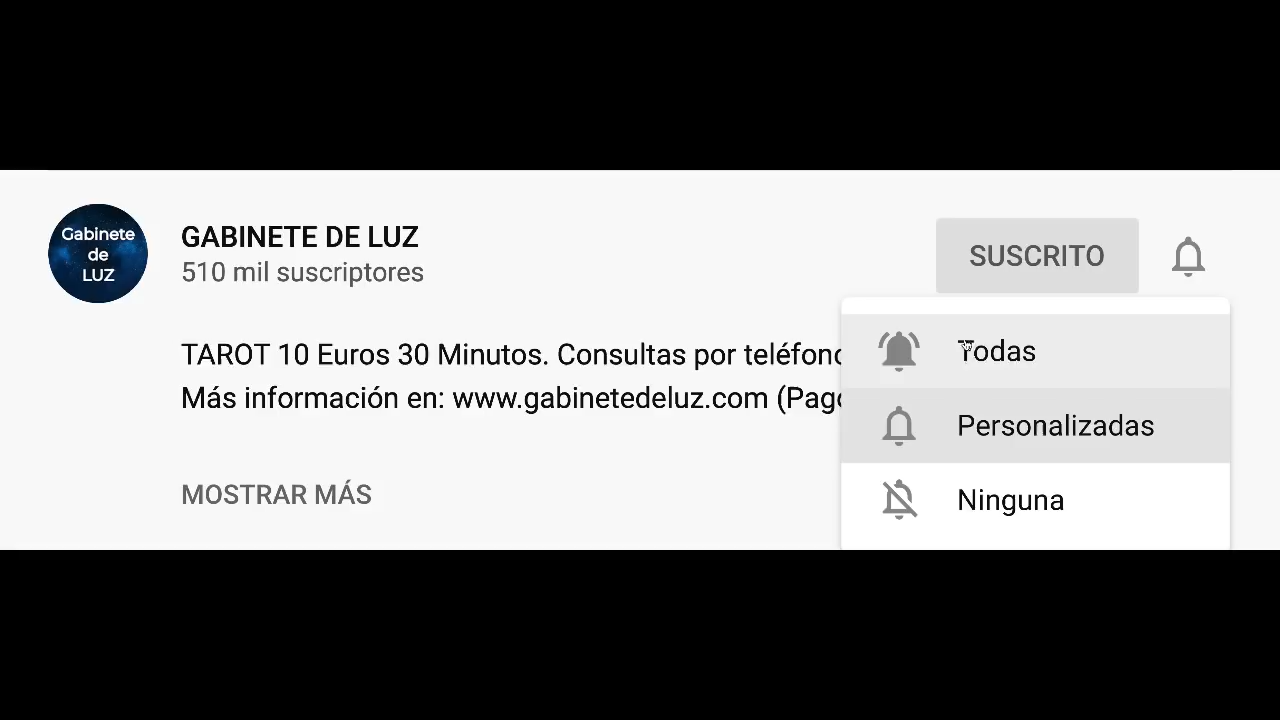 Gabinete
de
LUZ
GABINETE DE LUZ
510 mil suscriptores
SUSCRITO
TAROT 10 Euros 30 Minutos. Consultas por teléfono
Más información en: www.gabinetedeluz.com (Pago
MOSTRAR MÁS
Todas
Personalizadas
Ninguna